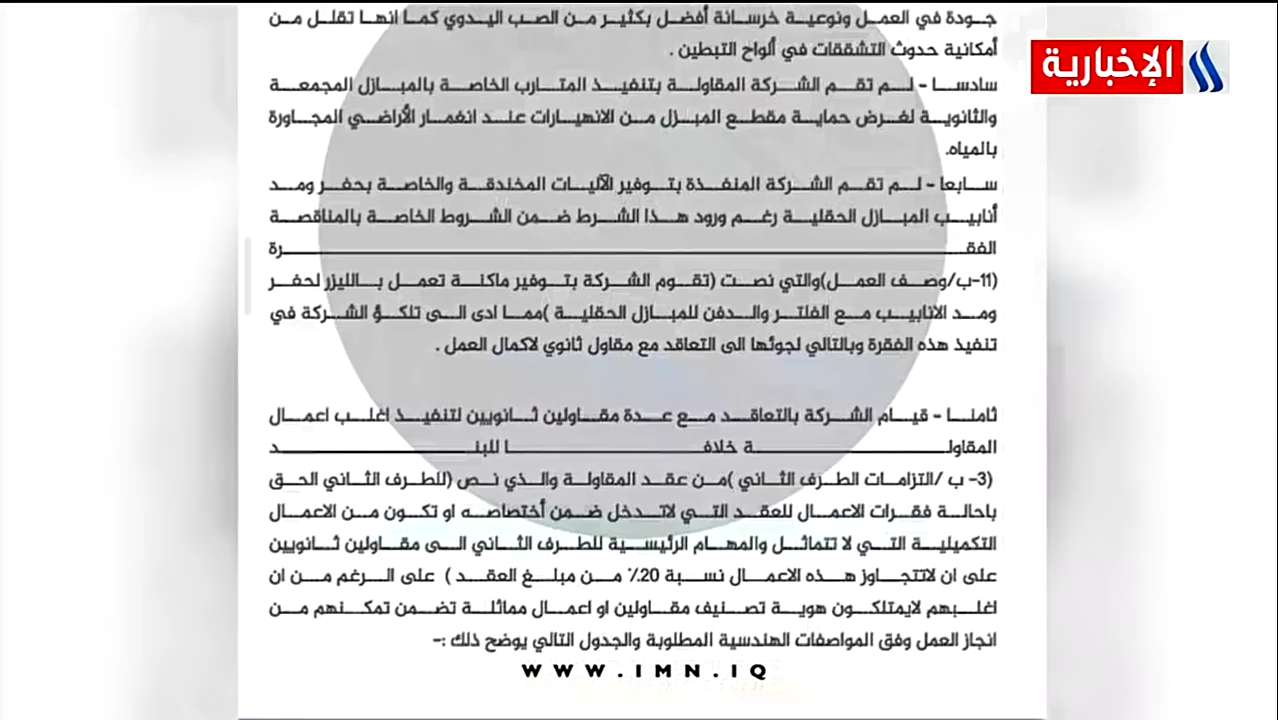 جودة في العمل ونوعية خرسانة أفضل بكثير من الصب اليدوي كما انها تقلل من
أمكانية حدوث التشققات في ألواح التبطين .
الإخبارية
سادسا - لم تقم الشركة المقاولة بتنفيذ المتارب الخاصة بالمبازل المجمعة
والثانوية لغرض حماية مقطع المبزل من الانهيارات عند انغمار الأراضي المجاورة
بالمياه.
سابعا - لم تقم الشركة المنفذة بتوفير الآليات المخندقة والخاصة بحفر ومد
أنابيب المبازل الحقلية رغم ورود هذا الشرط ضمن الشروط الخاصة بالمناقصة
الفقرة
(11-ب/وصف العمل)والتي نصت (تقوم الشركة بتوفير ماكنة تعمل بالليزر لحفر
ومد الانابيب مع الفلتر والدفن للمبازل الحقلية )مما ادى الى تلكؤ الشركة في
تنفيذ هذه الفقرة وبالتالي لجوئها الى التعاقد مع مقاول ثانوي لاكمال العمل .
ثامنا - قيام الشركة بالتعاقد مع عدة مقاولين ثانويين لتنفيذ اغلب اعمال
المقاولة خلافا للبند
(3- ب /التزامات الطرف الثاني )من عقد المقاولة والذي نص (للطرف الثاني الحق
باحالة فقرات الاعمال للعقد التي لاتدخل ضمن أختصاصه او تكون من الاعمال
التكميلية التي لا تتماثل والمهام الرئيسية للطرف الثاني الى مقاولين ثانويين
على ان لاتتجاوز هذه الاعمال نسبة 20٪ من مبلغ العقد ) على الرغم من ان
اغلبهم لايمتلكون هوية تصنيف مقاولين او اعمال مماثلة تضمن تمكنهم من
انجاز العمل وفق المواصفات الهندسية المطلوبة والجدول التالي يوضح ذلك :-
WWW.IMN.IQ